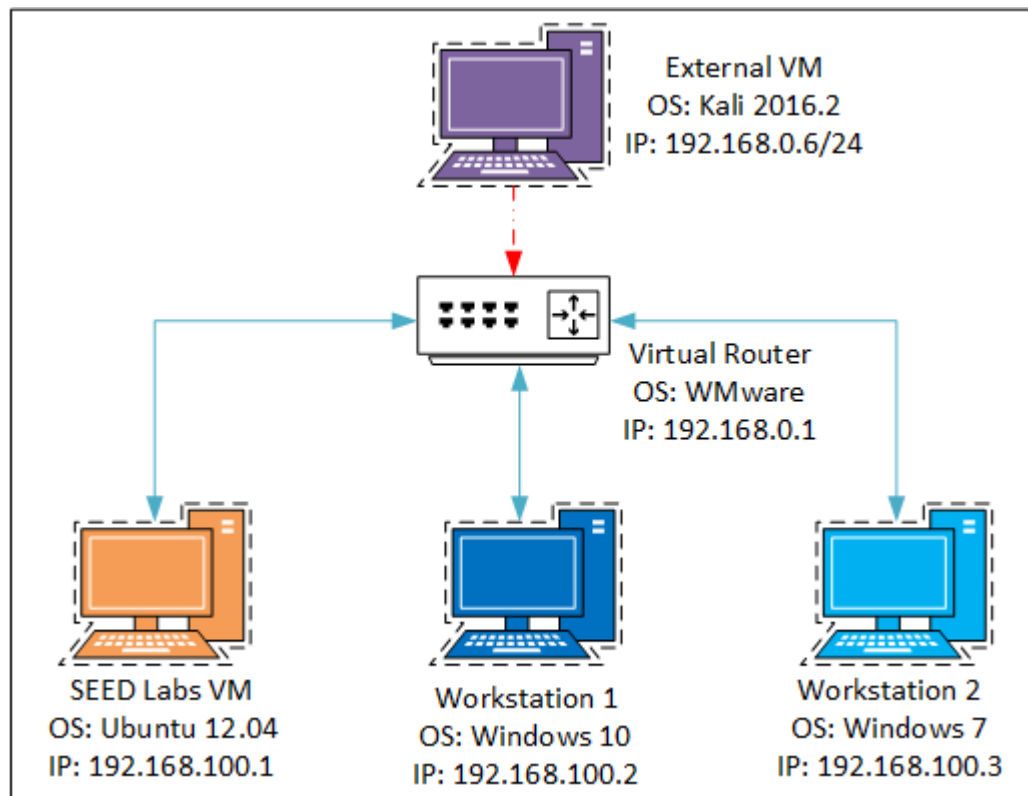 External VM
OS: Kali 2016.2
IP: 192.168.0.6/24
Virtual Router
OS: WMware
IP: 192.168.0.1
SEED Labs VM
OS: Ubuntu 12.04
IP: 192.168.100.1
Workstation 1
OS: Windows 10
IP: 192.168.100.2
Workstation 2
OS: Windows 7
IP: 192.168.100.3